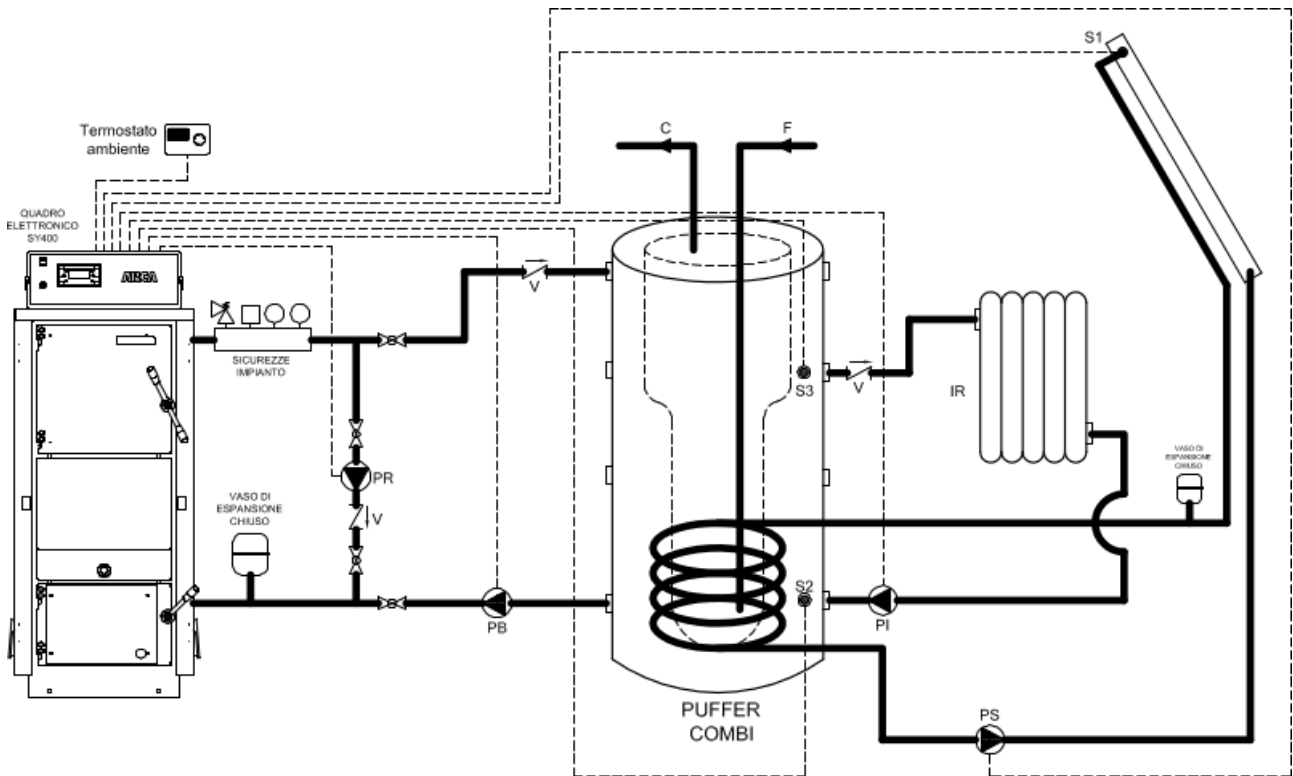 S1
C
F
Termostato
ambiente
QUADRO
ELETTRONICO
SY400
ARCA
V
SICUREZZE
IMPIANTO
S3
V
IR
PR
VASO DI
ESPANSIONE
CHIUSO
V
VASO DI
ESPANSIONE
CHIUSO
S2
PB
PI
PUFFER
COMBI
PS